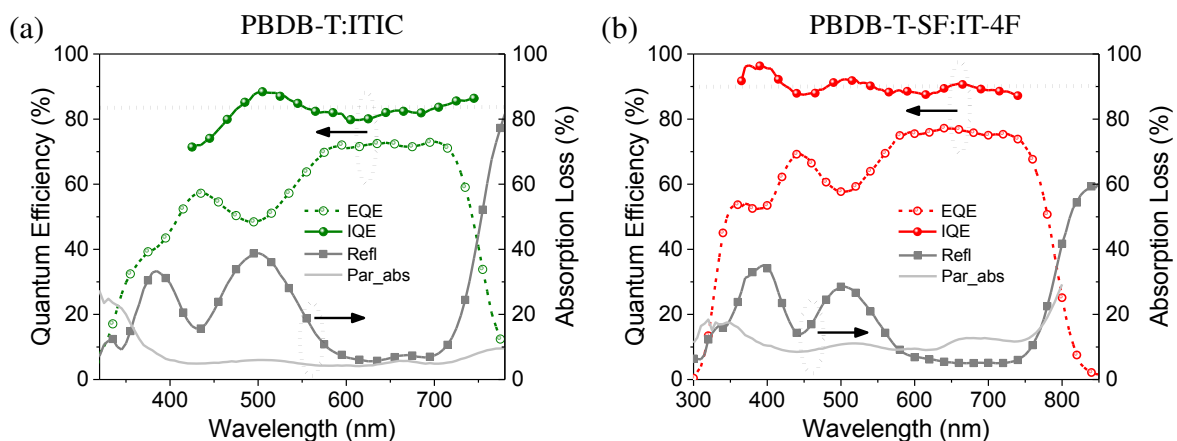 (a)
PBDB-T:ITIC
100
80
60
40
20
0
Quantum Efficiency (%)
EQE
IQE
Refl
Par_abs
100
80
60
40
20
0
Absorption Loss (%)
400
500
600
700
Wavelength (nm)
(b)
PBDB-T-SF:IT-4F
100
80
60
40
20
0
Quantum Efficiency (%)
EQE
IQE
Refl
Par_abs
100
80
60
40
20
0
Absorption Loss (%)
300
400
500
600
700
800
Wavelength (nm)